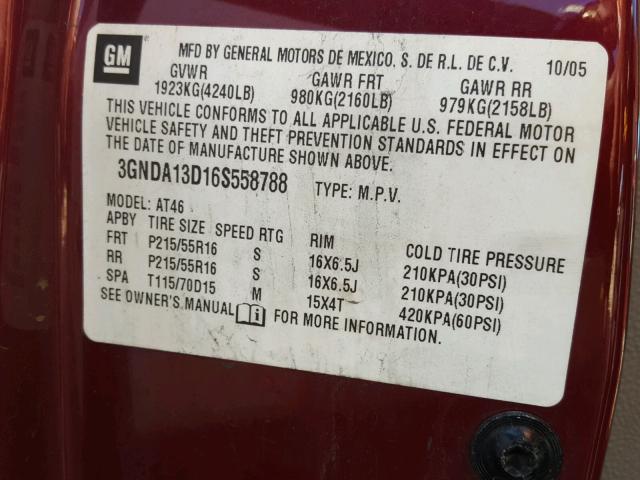 GM
MFD BY GENERAL MOTORS DE MEXICO, S. DE R.L. DE C.V. 10/05
GVWR GAWR FRT GAWR RR
1923KG(4240LB) 980KG(2160LB) 979KG(2158LB)
THIS VEHICLE CONFORMS TO ALL APPLICABLE U.S. FEDERAL MOTOR
VEHICLE SAFETY AND THEFT PREVENTION STANDARDS IN EFFECT ON
THE DATE OF MANUFACTURE SHOWN ABOVE.
3GNDA13D16S558788 TYPE: M.P.V.
MODEL: AT46
APBY TIRE SIZE SPEED RTG RIM COLD TIRE PRESSURE
FRT P215/55R16 S 16X6.5J 210KPA(30PSI)
RR P215/55R16 S 16X6.5J 210KPA(30PSI)
SPA T115/70D15 M 15X4T 420KPA(60PSI)
SEE OWNER'S MANUAL i FOR MORE INFORMATION.